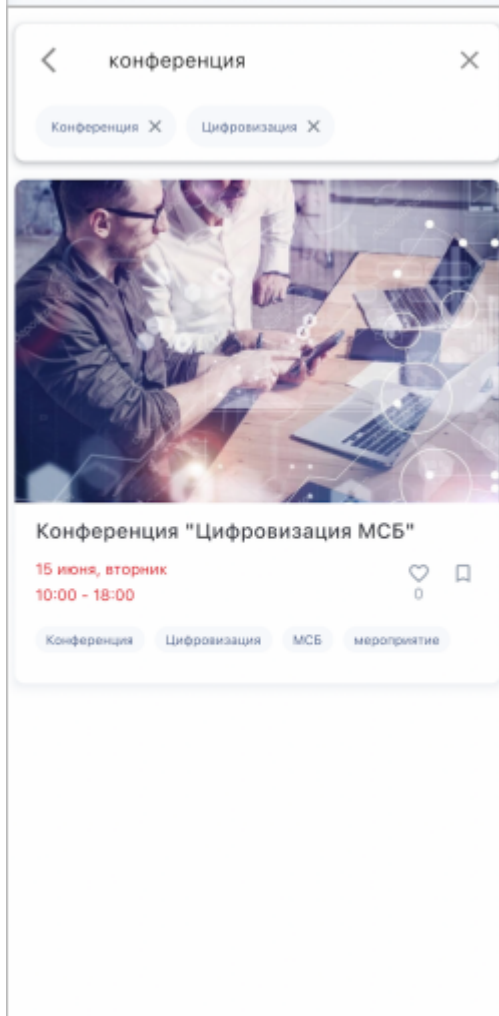 конференция
Конференция Цифровизация
Конференция "Цифровизация МСБ"
15 июня, вторник
10:00 - 18:00
0
Конференция Цифровизация МСБ мероприятие